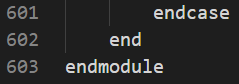 601 endcase
602 end
603 endmodule